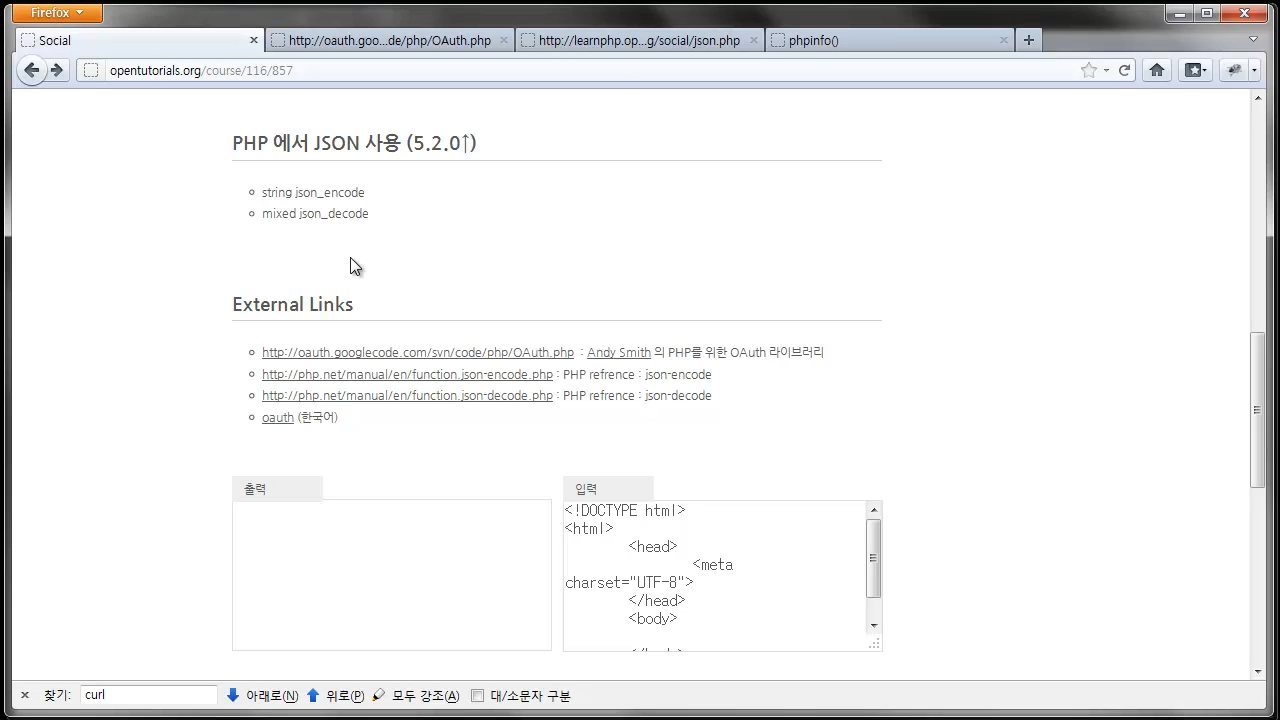 Firefox
Social
http://oauth.goo...de/php/OAuth.php
http://learnphp.op...g/social/json.php
phpinfo()
opentutorials.org/course/116/857
PHP 에서 JSON 사용 (5.2.0↑)
string json_encode
mixed json_decode
External Links
http://oauth.googlecode.com/svn/code/php/OAuth.php : Andy Smith 의 PHP를 위한 OAuth 라이브러리
http://php.net/manual/en/function.json-encode.php : PHP refrence : json-encode
http://php.net/manual/en/function.json-decode.php : PHP refrence : json-decode
oauth (한국어)
출력
입력
<!DOCTYPE html>
<html>
<head>
<meta
charset="UTF-8">
</head>
<body>
찾기: curl 아래로(N) 위로(P) 모두 강조(A) 대/소문자 구분